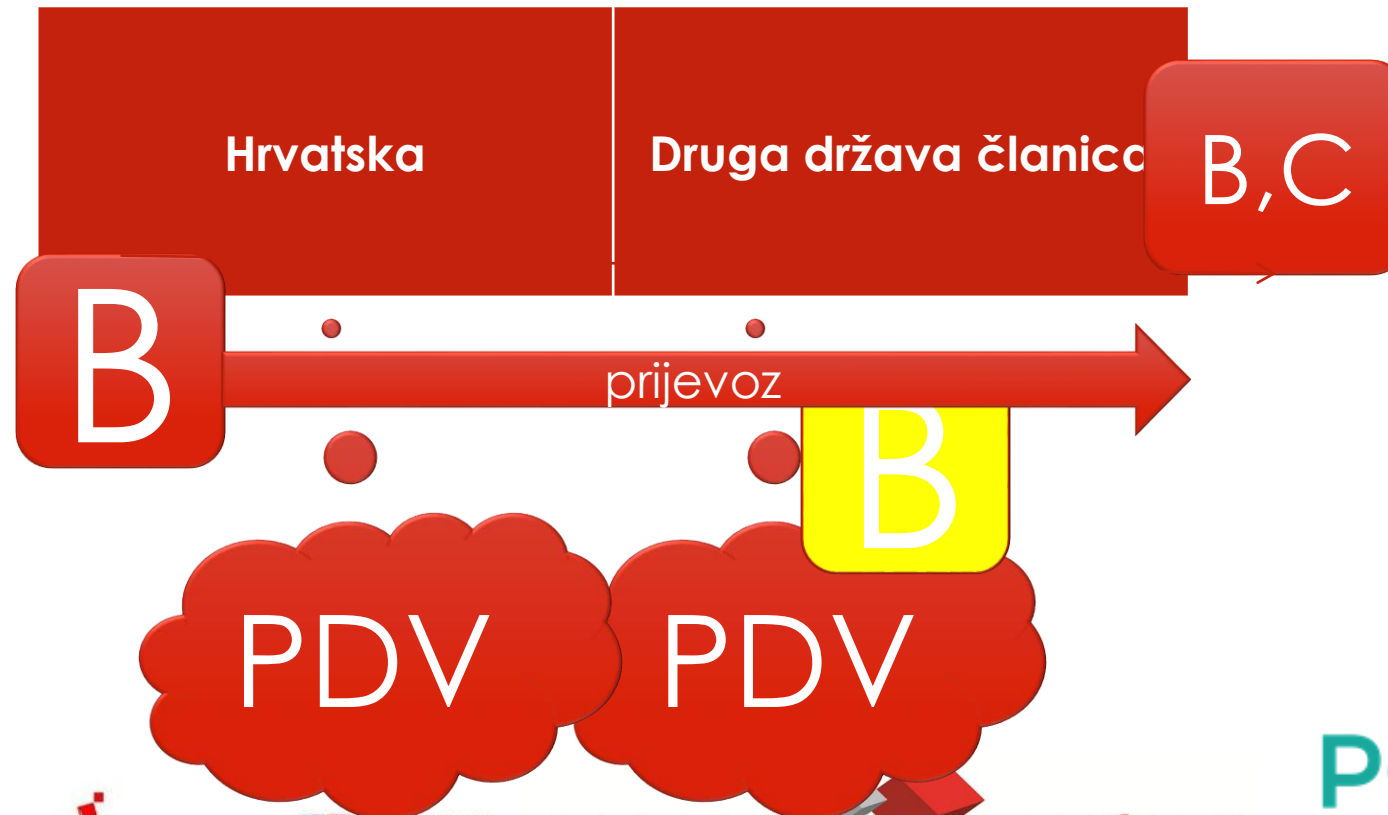 Hrvatska
Druga država članica
B,C
B
prijevoz
B
PDV
PDV
P